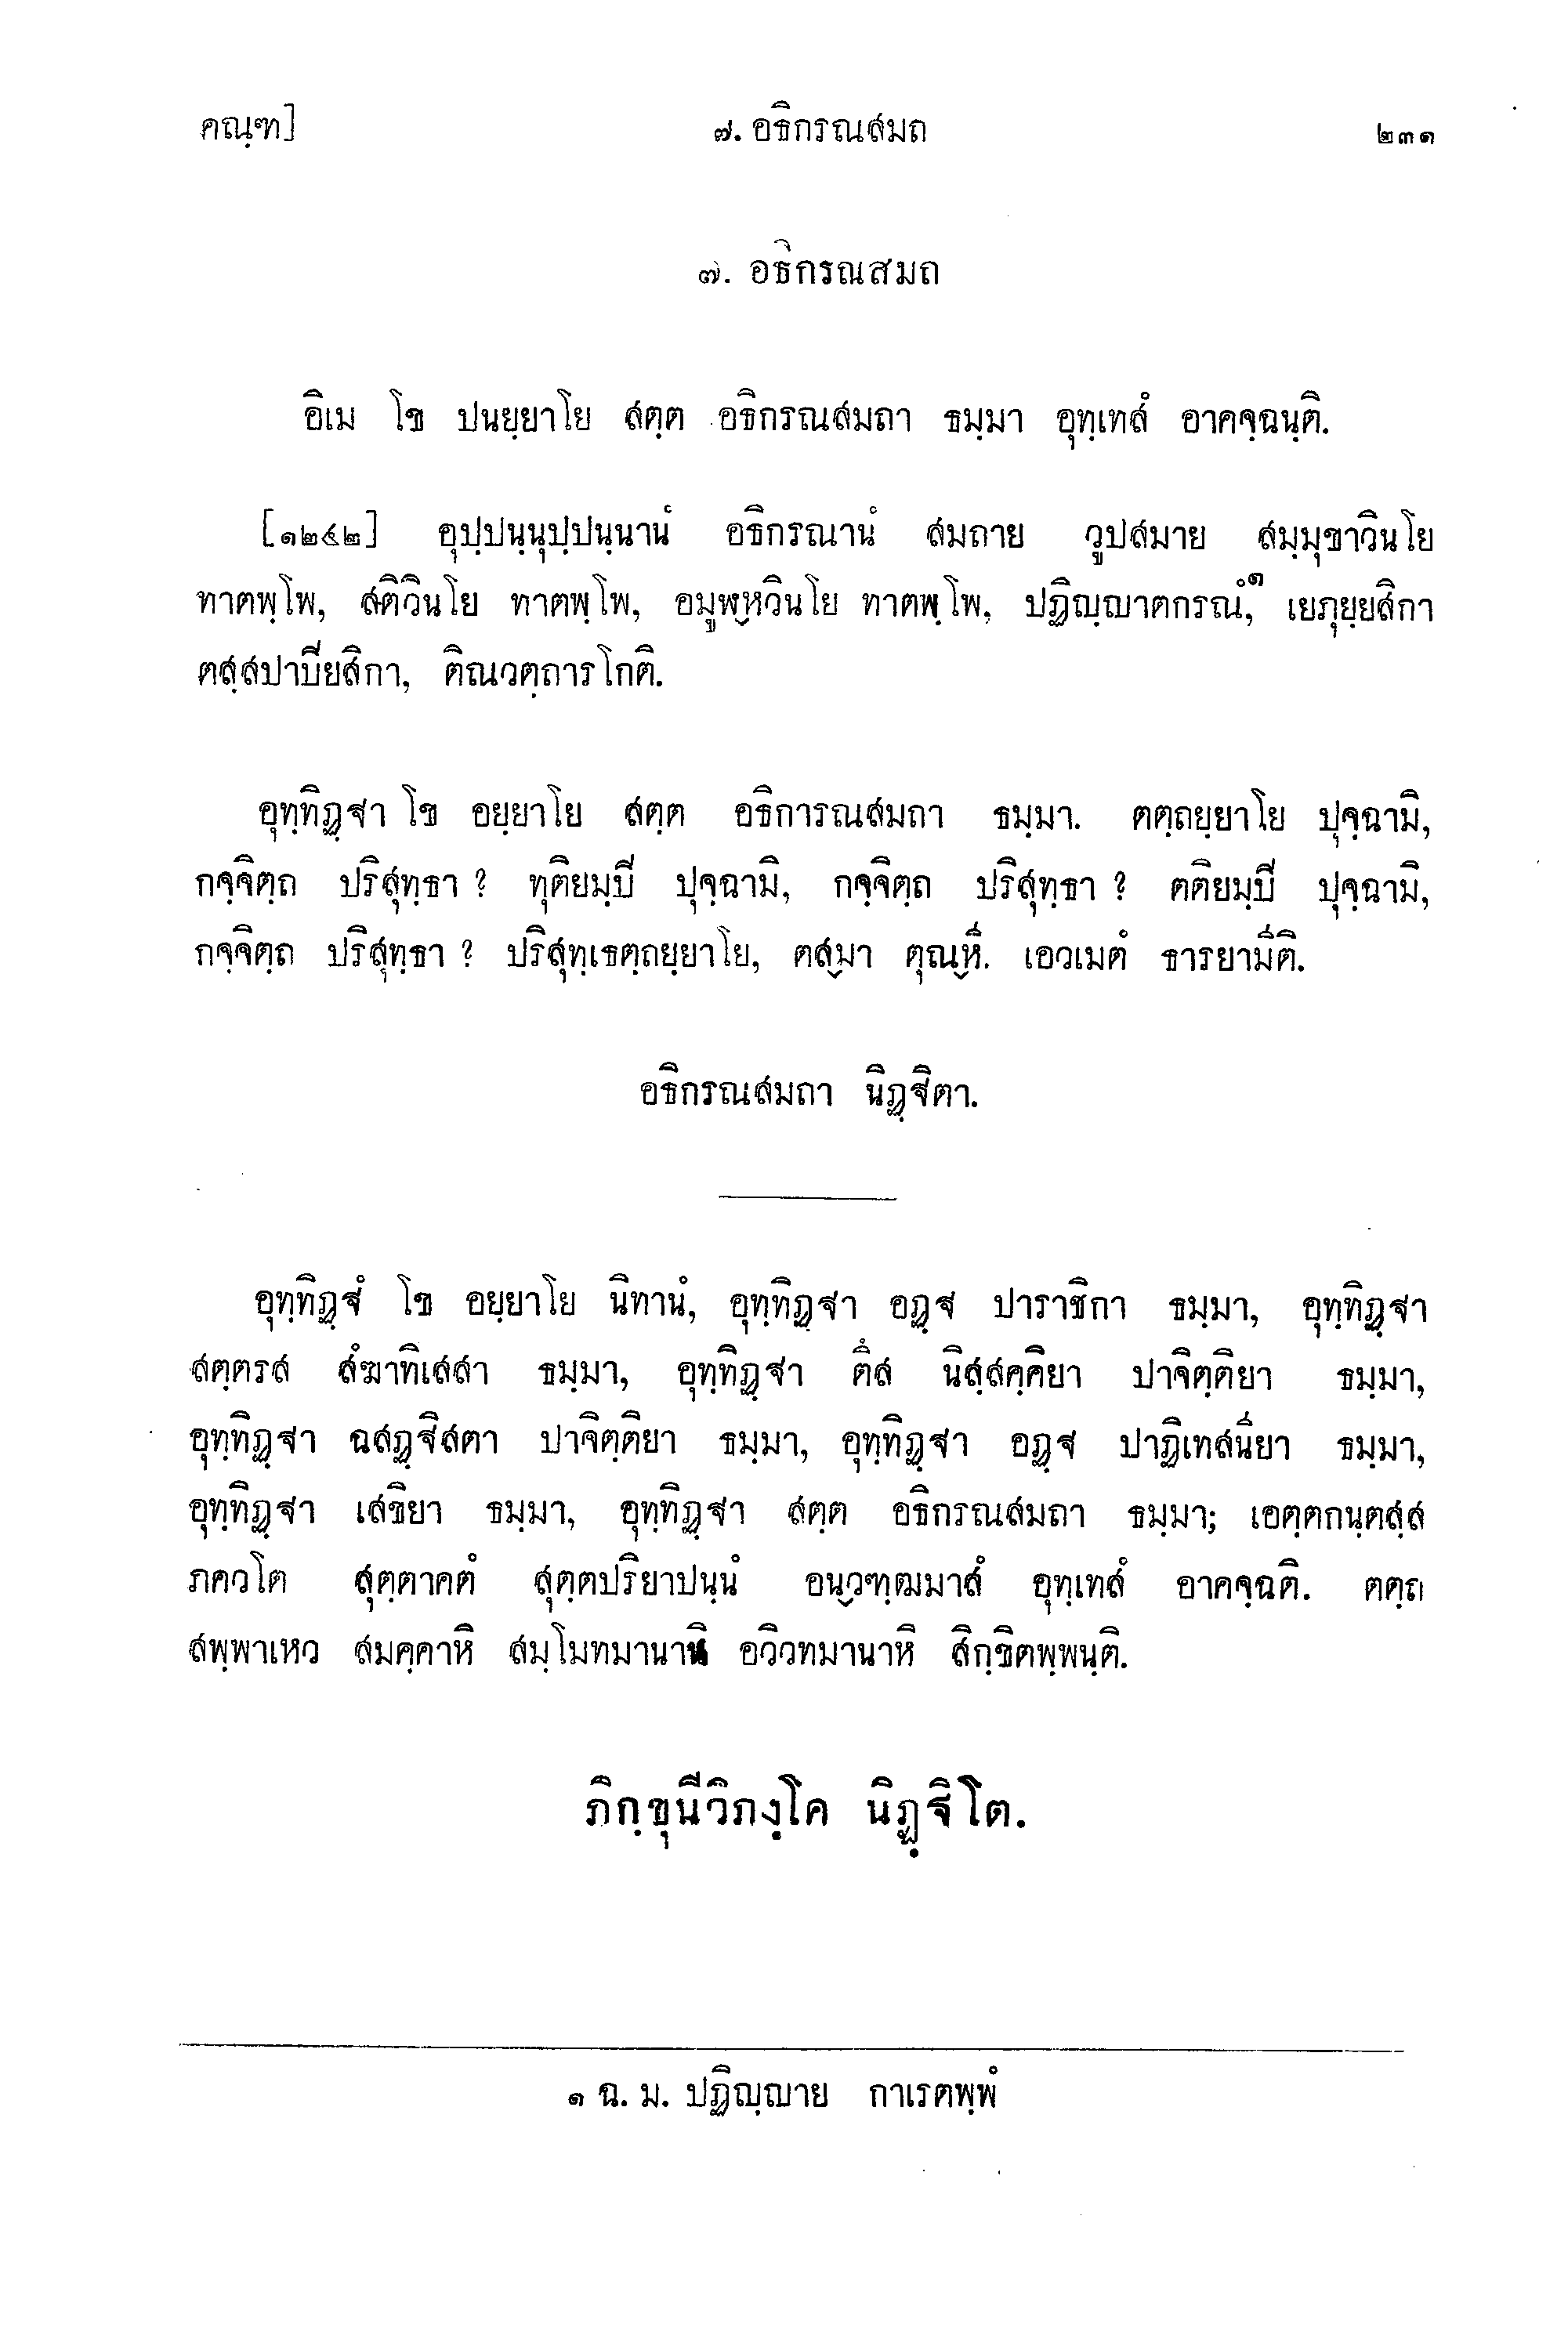 คณฺฑ]
๗. อธิกรณสมถ
๒๓๑
๗. อธิกรณสมถ
อิเม โข ปนยฺยาโย สตฺต อธิกรณสมถา ธมฺมา อุทฺเทสํ อาคจฺฉนฺติ.
[๑๒๔๒] อุปฺปนฺนุปฺปนฺนานํ อธิกรณานํ สมถาย วูปสมาย สมฺมุขาวินโย
ทาตพฺโพ, สติวินโย ทาตพฺโพ, อมูฬฺหวินโย ทาตพฺโพ, ปฏิญฺญาตกรณํ,๑ เยภุยฺยสิกา
ตสฺสปาปิยสิกา, ติณวตฺถารโกติ.
อุทฺทิฏฺฐา โข อยฺยาโย สตฺต อธิการณสมถา ธมฺมา. ตตฺถยฺยาโย ปุจฺฉามิ,
กจฺจิตฺถ ปริสุทฺธา ? ทุติยมฺปิ ปุจฺฉามิ, กจฺจิตฺถ ปริสุทฺธา ? ตติยมฺปิ ปุจฺฉามิ,
กจฺจิตฺถ ปริสุทฺธา ? ปริสุทฺเธตฺถยฺยาโย, ตสฺมา ตุณฺหี. เอวเมตํ ธารยามีติ.
อธิกรณสมถา นิฏฺฐิตา.
อุทฺทิฏฺฐํ โข อยฺยาโย นิทานํ, อุทฺทิฏฺฐา อฏฺฐ ปาราชิกา ธมฺมา, อุทฺทิฏฺฐา
สตฺตรส สํฆาทิเสสา ธมฺมา, อุทฺทิฏฺฐา ตึส นิสฺสคฺคิยา ปาจิตฺติยา ธมฺมา,
อุทฺทิฏฺฐา ฉสฏฺฐิสตา ปาจิตฺติยา ธมฺมา, อุทฺทิฏฺฐา อฏฺฐ ปาฏิเทสนียา ธมฺมา,
อุทฺทิฏฺฐา เสขิยา ธมฺมา, อุทฺทิฏฺฐา สตฺต อธิกรณสมถา ธมฺมา; เอตฺตกนฺตสฺส
ภควโต สุตฺตาคตํ สุตฺตปริยาปนฺนํ อนฺวฑฺฒมาสํ อุทฺเทสํ อาคจฺฉติ. ตตฺถ
สพฺพาเหว สมคฺคาหิ สมฺโมทมานานิ อวิวทมานาหิ สิกฺขิตพฺพนฺติ.
ภิกฺขุนีวิภงฺโค นิฏฺฐิโต.
๑ ฉ. ม. ปฏิญฺญาย กาเรตพฺพํ